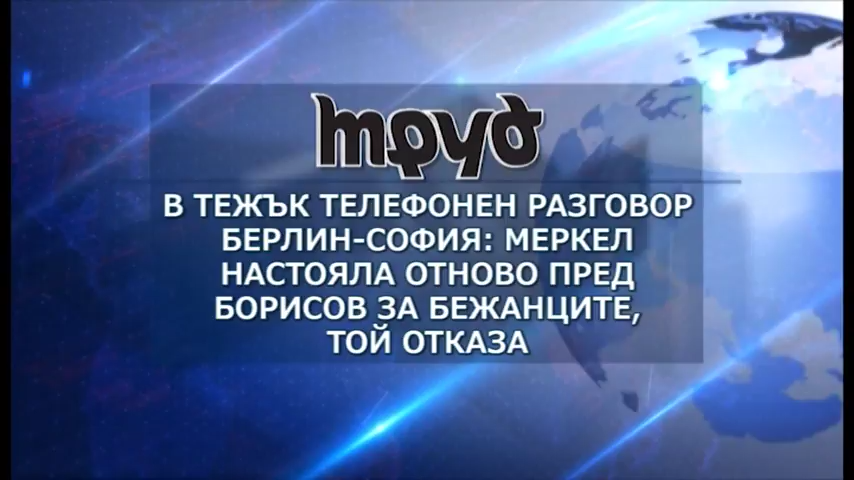 труд
В ТЕЖЪК ТЕЛЕФОНЕН РАЗГОВОР
БЕРЛИН-СОФИЯ: МЕРКЕЛ
НАСТОЯЛА ОТНОВО ПРЕД
БОРИСОВ ЗА БЕЖАНЦИТЕ,
ТОЙ ОТКАЗА